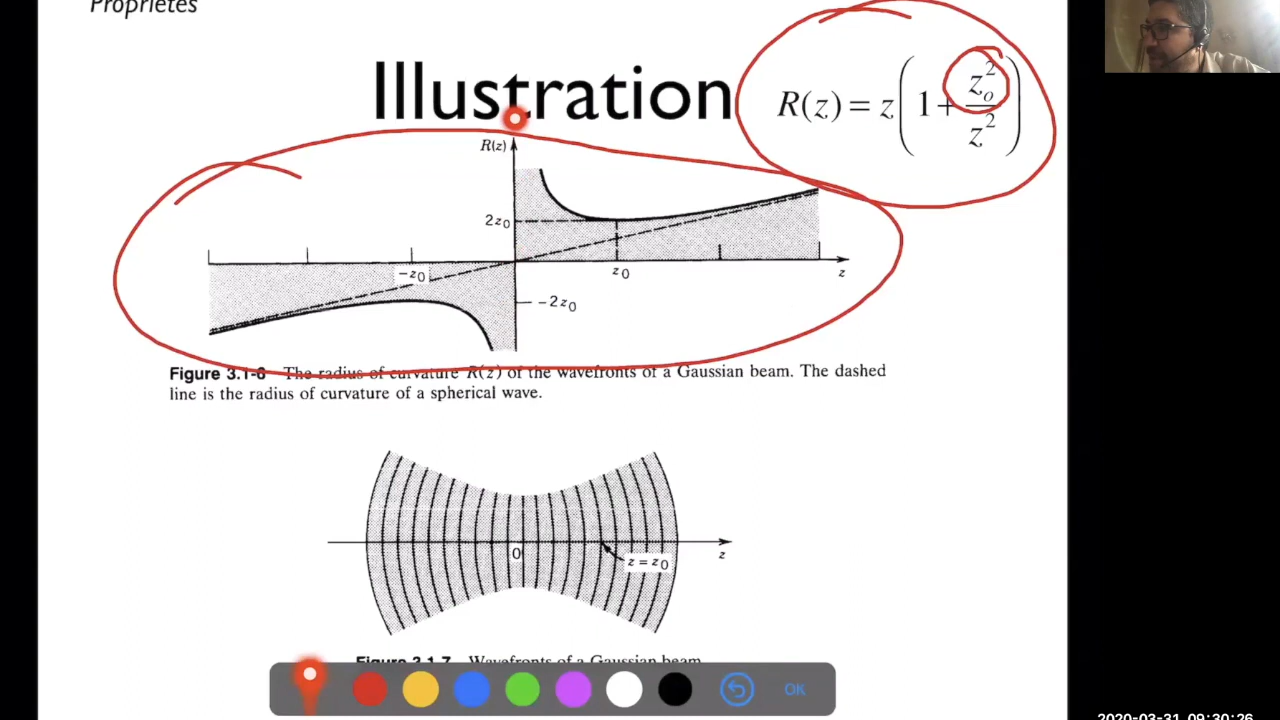 Propriétés
Illustration
R(z) = z(1+ z₀²/z²)
R(z)
2z₀
−z₀
z₀
z
−2z₀
Figure 3.1-6 The radius of curvature R(z) of the wavefronts of a Gaussian beam. The dashed
line is the radius of curvature of a spherical wave.
0
z = z₀
z
Figure 3.1-7 Wavefronts of a Gaussian beam.
OK
2020-03-31 09:30:26